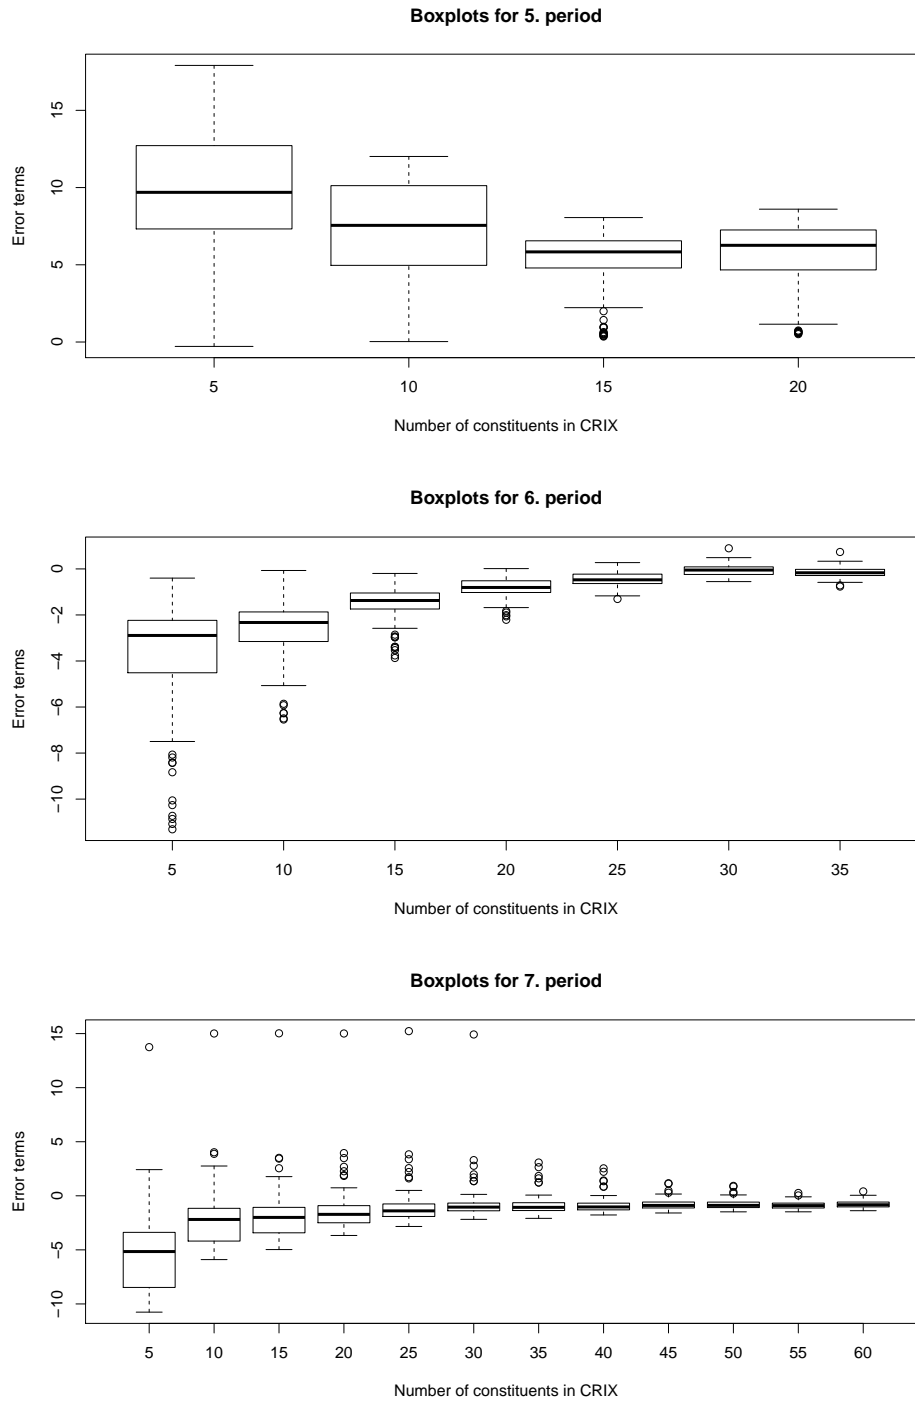 Boxplots for 5. period
Error terms
15
10
5
0
5 10 15 20
Number of constituents in CRIX
Boxplots for 6. period
Error terms
0
−2
−4
−6
−8
−10
5 10 15 20 25 30 35
Number of constituents in CRIX
Boxplots for 7. period
Error terms
15
10
5
0
−5
−10
5 10 15 20 25 30 35 40 45 50 55 60
Number of constituents in CRIX